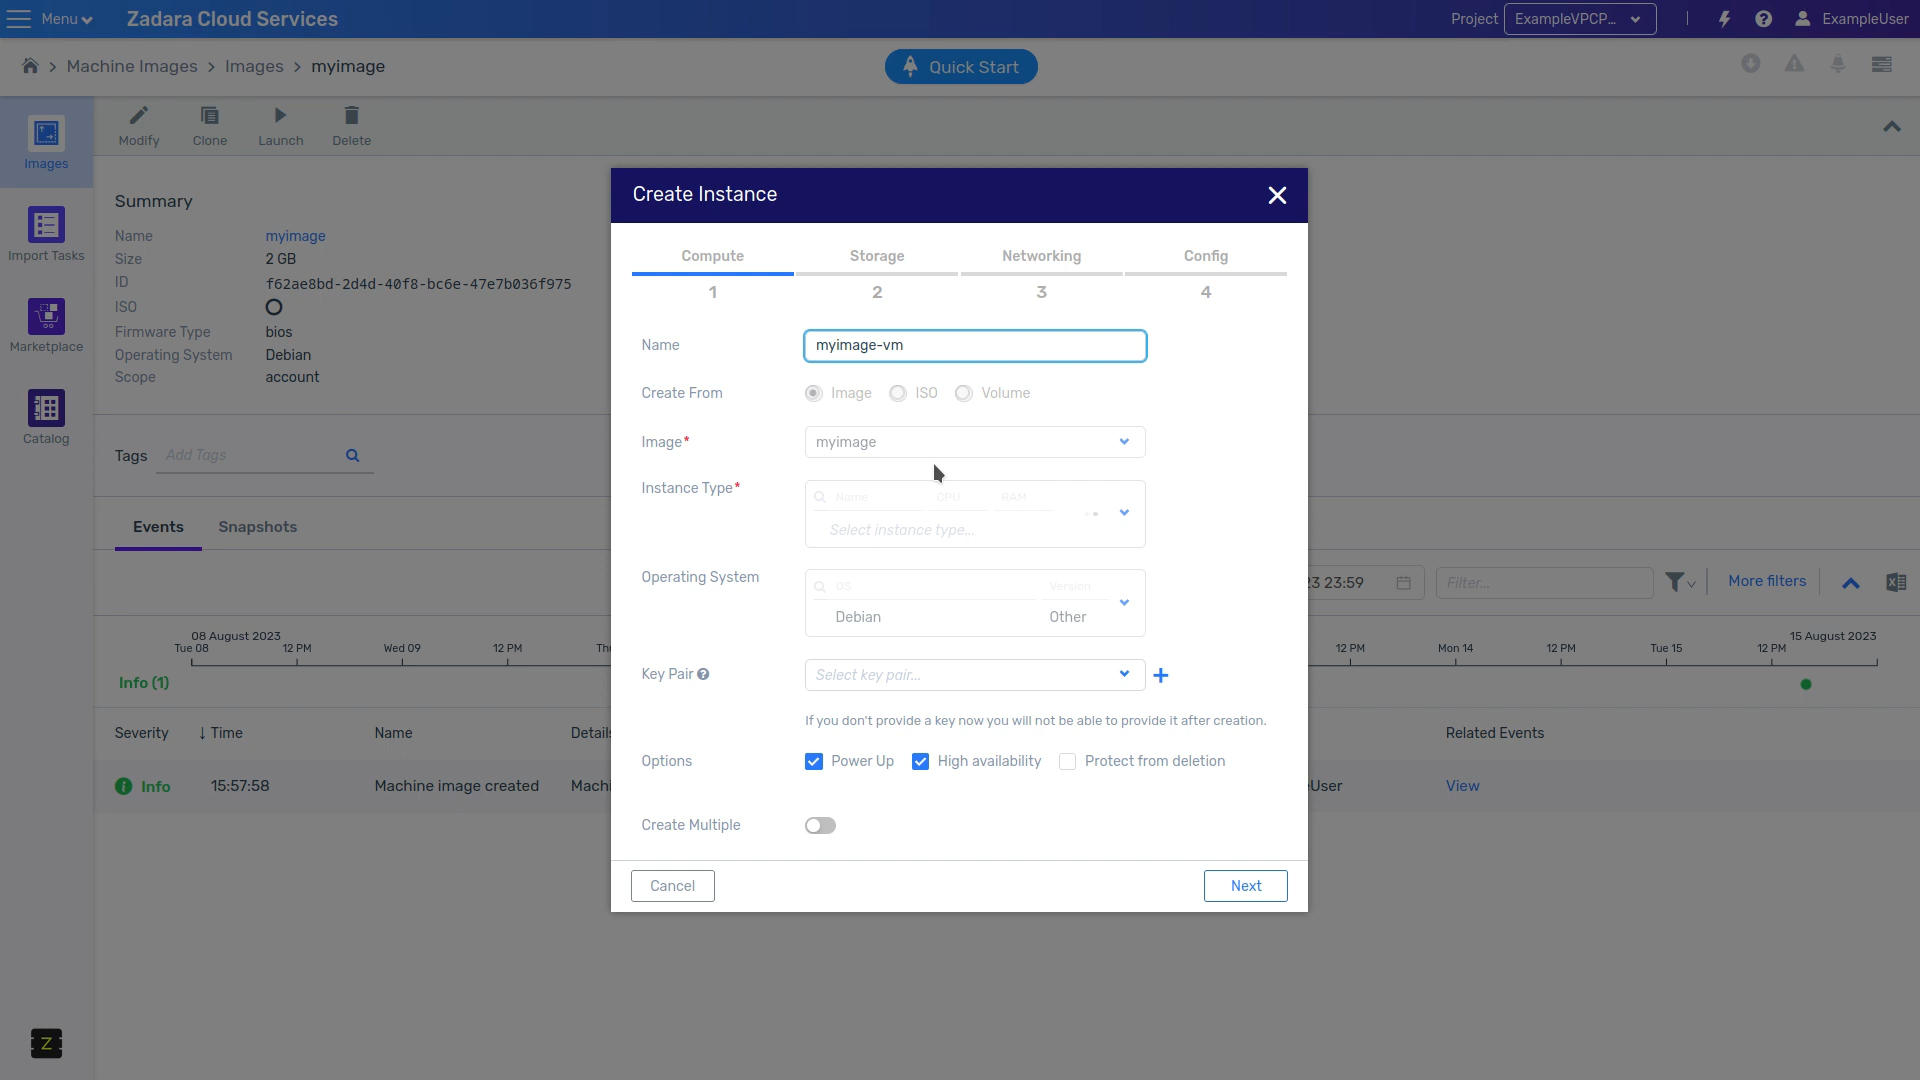 Menu
Zadara Cloud Services
Project
ExampleVPCP...
ExampleUser
Machine Images > Images > myimage
Quick Start
Images
Import Tasks
Marketplace
Catalog
Modify
Clone
Launch
Delete
Summary
Name myimage
Size 2 GB
ID f62ae8bd-2d4d-40f8-bc6e-47e7b036f975
ISO
Firmware Type bios
Operating System Debian
Scope account
Tags Add Tags
Events Snapshots
23:59
Filter...
More filters
08 August 2023
15 August 2023
Tue 08 12 PM Wed 09 12 PM
12 PM Mon 14 12 PM Tue 15 12 PM
Info (1)
Severity ↓ Time Name
Related Events
Info 15:57:58 Machine image created
View
Create Instance
Compute Storage Networking Config
1 2 3 4
Name myimage-vm
Create From Image ISO Volume
Image* myimage
Instance Type* Name CPU RAM
Select instance type...
Operating System OS Version
Debian Other
Key Pair Select key pair...
If you don't provide a key now you will not be able to provide it after creation.
Options Power Up High availability Protect from deletion
Create Multiple
Cancel Next
Z